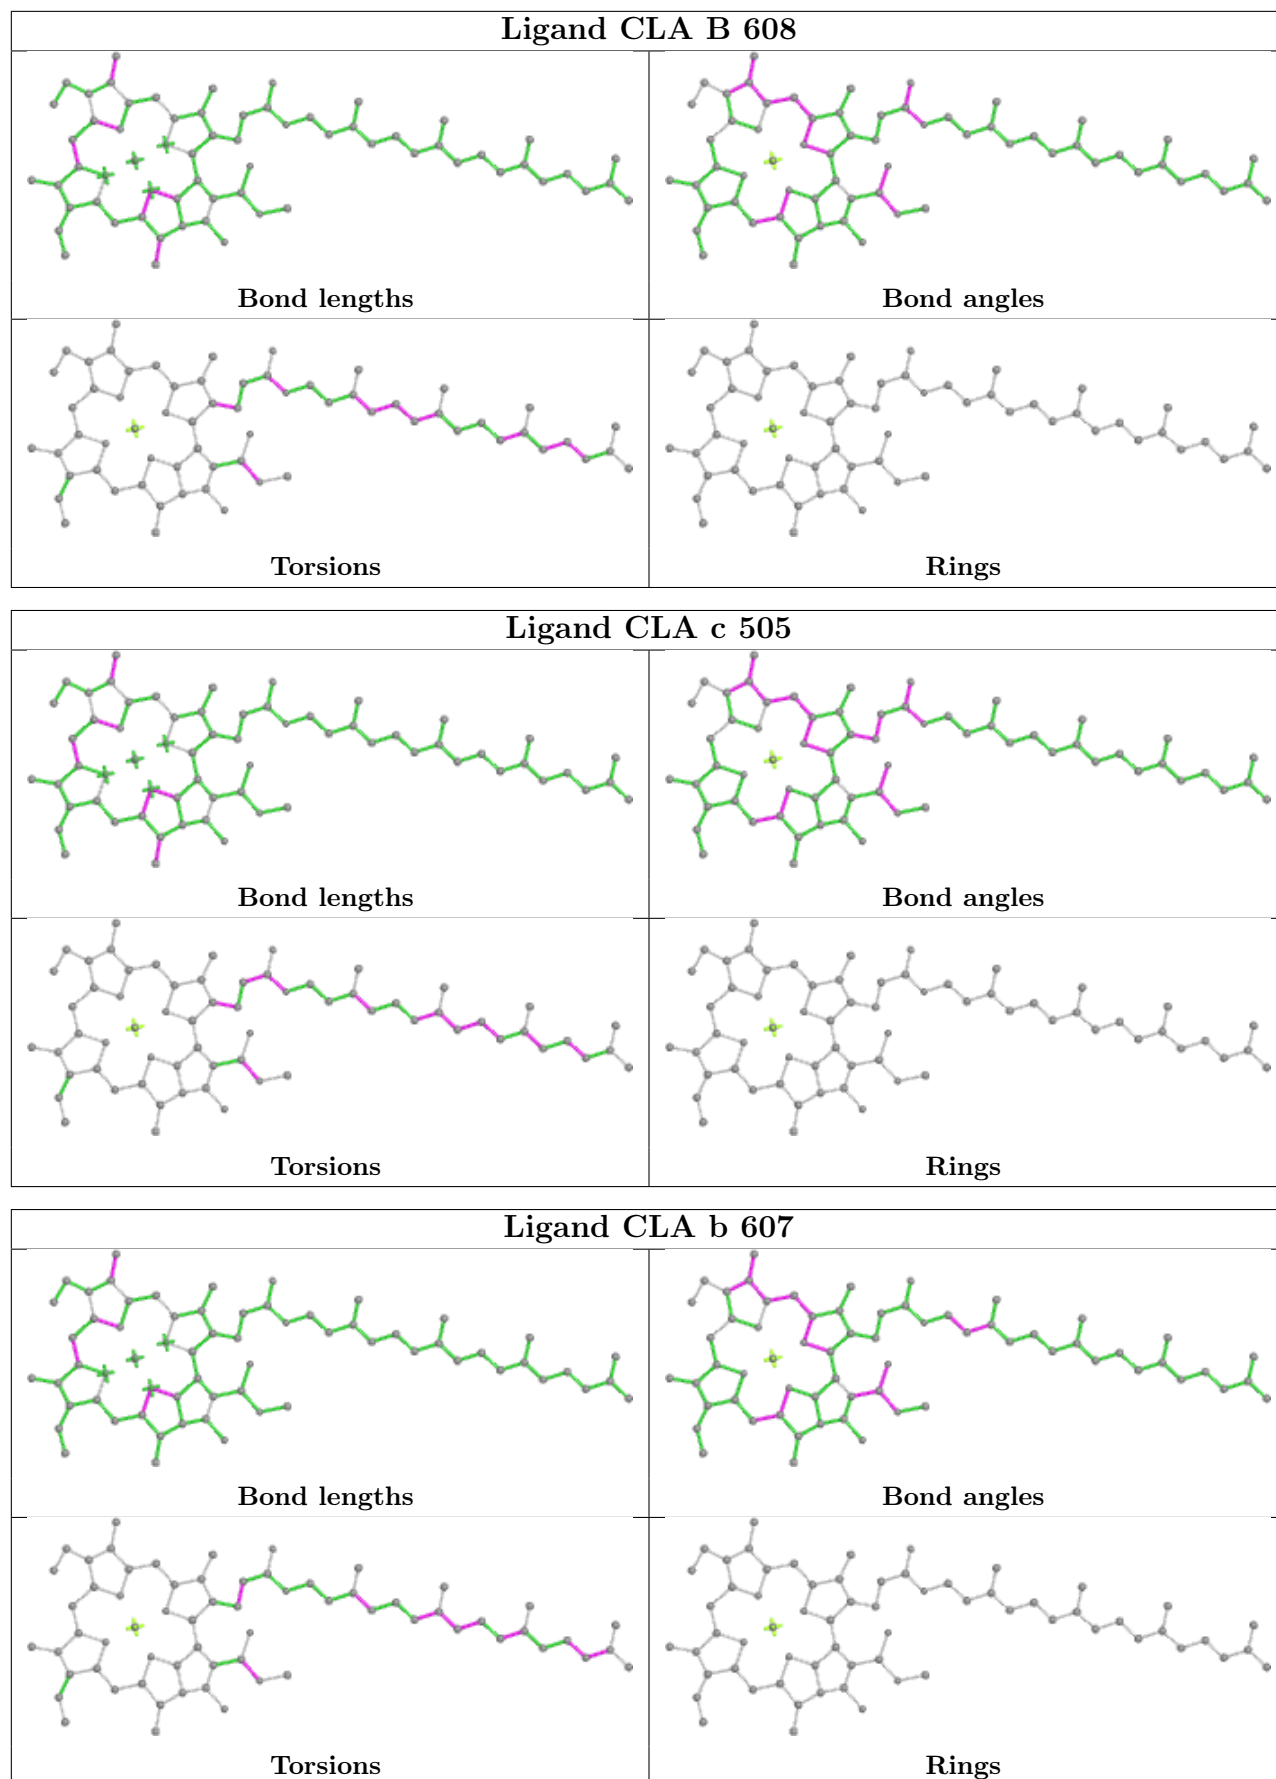 Ligand CLA B 608
Bond lengths
Bond angles
Torsions
Rings
Ligand CLA c 505
Bond lengths
Bond angles
Torsions
Rings
Ligand CLA b 607
Bond lengths
Bond angles
Torsions
Rings